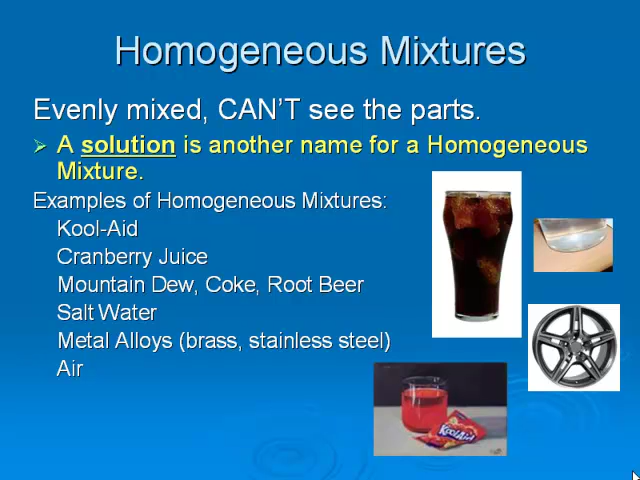 Homogeneous Mixtures
Evenly mixed, CAN'T see the parts.
A solution is another name for a Homogeneous
Mixture.
Examples of Homogeneous Mixtures:
Kool-Aid
Cranberry Juice
Mountain Dew, Coke, Root Beer
Salt Water
Metal Alloys (brass, stainless steel)
Air
KoolAid